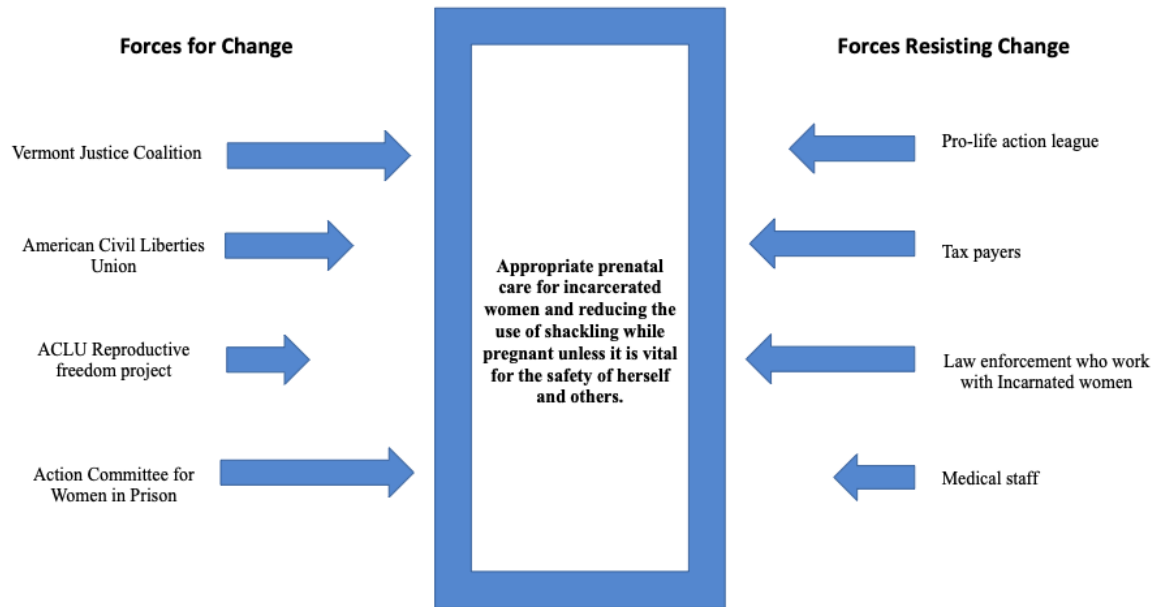 Forces for Change
Forces Resisting Change
Vermont Justice Coalition
American Civil Liberties
Union
ACLU Reproductive
freedom project
Action Committee for
Women in Prison
Appropriate prenatal
care for incarcerated
women and reducing the
use of shackling while
pregnant unless it is vital
for the safety of herself
and others.
Pro-life action league
Tax payers
Law enforcement who work
with Incarnated women
Medical staff